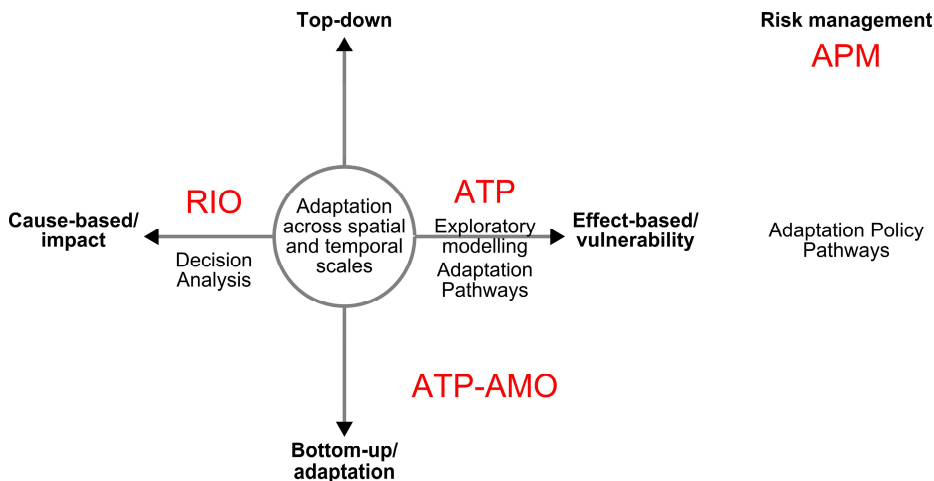 Top-down
Risk management
APM
RIO
ATP
Cause-based/
impact
Decision
Analysis
Adaptation
across spatial
and temporal
scales
Exploratory
modelling
Adaptation
Pathways
Effect-based/
vulnerability
Adaptation Policy
Pathways
ATP-AMO
Bottom-up/
adaptation